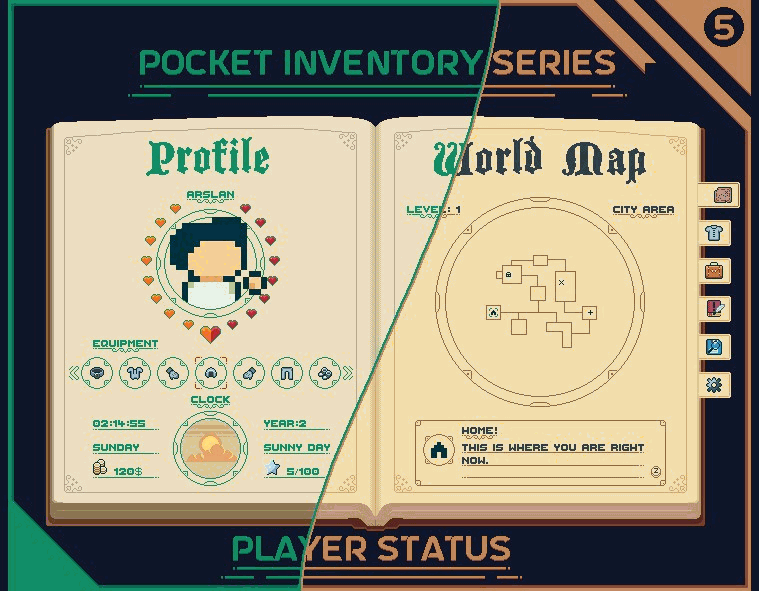 5
POCKET INVENTORY SERIES
Profile
World Map
ARSLAN
LEVEL: 1
CITY AREA
EQUIPMENT
CLOCK
02:14:55
YEAR:2
SUNDAY
SUNNY DAY
120$
5/100
HOME!
THIS IS WHERE YOU ARE RIGHT
NOW.
2
PLAYER STATUS